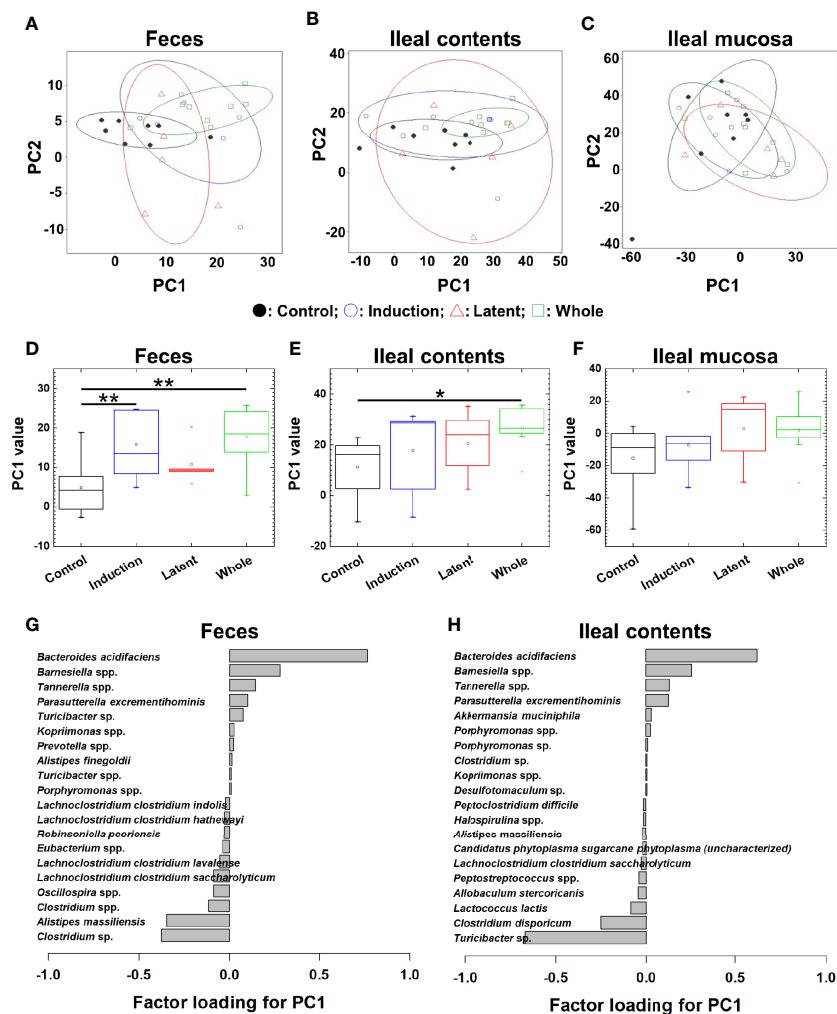 A
Feces
PC2
10
5
0
-5
-10
0
10
20
30
PC1
B
Ileal contents
PC2
40
20
0
-20
-10
0
10
20
30
40
50
PC1
C
Ileal mucosa
PC2
60
40
20
0
-20
-40
-60
-30
0
30
PC1
●: Control; ○: Induction; △: Latent; □: Whole
D
Feces
PC1 value
30
20
10
0
-10
**
**
Control
Induction
Latent
Whole
E
Ileal contents
PC1 value
40
20
0
-20
*
Control
Induction
Latent
Whole
F
Ileal mucosa
PC1 value
40
20
0
-20
-40
-60
Control
Induction
Latent
Whole
G
Feces
Bacteroides acidifaciens
Barnesiella spp.
Tannerella spp.
Parasutterella excrementihominis
Turicibacter sp.
Kopriimonas spp.
Prevotella spp.
Alistipes finegoldii
Turicibacter spp.
Porphyromonas spp.
Lachnoclostridium clostridium indolis
Lachnoclostridium clostridium hathewayi
Robinsoniella peoriensis
Eubacterium spp.
Lachnoclostridium clostridium lavalense
Lachnoclostridium clostridium saccharolyticum
Oscillospira spp.
Clostridium spp.
Alistipes massiliensis
Clostridium sp.
-1.0
-0.5
0.0
0.5
1.0
Factor loading for PC1
H
Ileal contents
Bacteroides acidifaciens
Barnesiella spp.
Tannerella spp.
Parasutterella excrementihominis
Akkermansia muciniphila
Porphyromonas spp.
Porphyromonas sp.
Clostridium sp.
Kopriimonas spp.
Desulfotomaculum sp.
Peptoclostridium difficile
Halospirulina spp.
Alistipes massiliensis
Candidatus phytoplasma sugarcane phytoplasma (uncharacterized)
Lachnoclostridium clostridium saccharolyticum
Peptostreptococcus spp.
Allobaculum stercoricanis
Lactococcus lactis
Clostridium disporicum
Turicibacter sp.
-1.0
-0.5
0.0
0.5
1.0
Factor loading for PC1